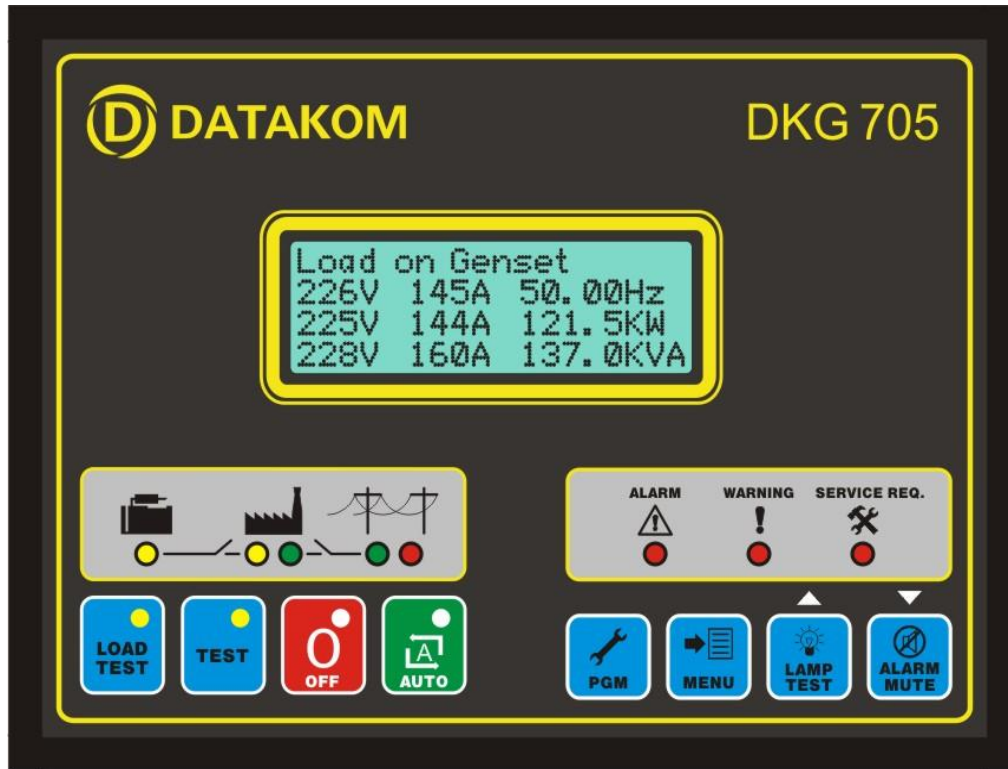 DATAKOM
DKG 705
Load on Genset
226V 145A 50.00Hz
225V 144A 121.5KW
228V 160A 137.0KVA
ALARM WARNING SERVICE REQ.
LOAD TEST
TEST
0
OFF
A
AUTO
PGM
MENU
LAMP TEST
ALARM MUTE